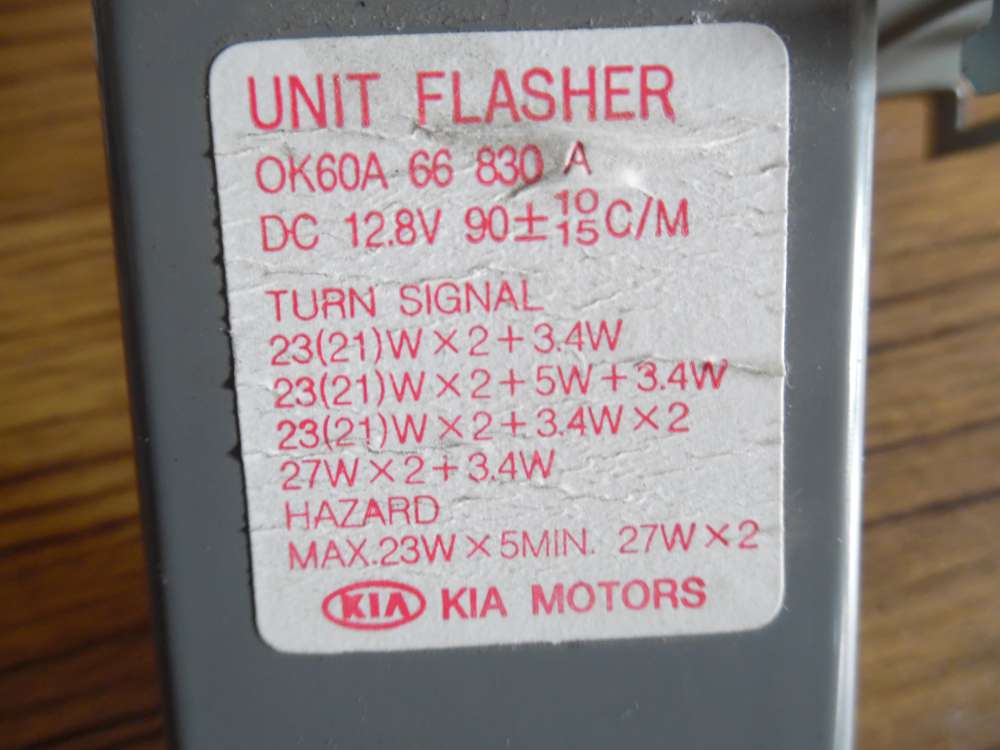 UNIT FLASHER
OK60A 66 830 A
DC 12.8V 90±10/15 C/M
TURN SIGNAL
23(21)W×2+3.4W
23(21)W×2+5W+3.4W
23(21)W×2+3.4W×2
27W×2+3.4W
HAZARD
MAX.23W×5MIN. 27W×2
KIA KIA MOTORS